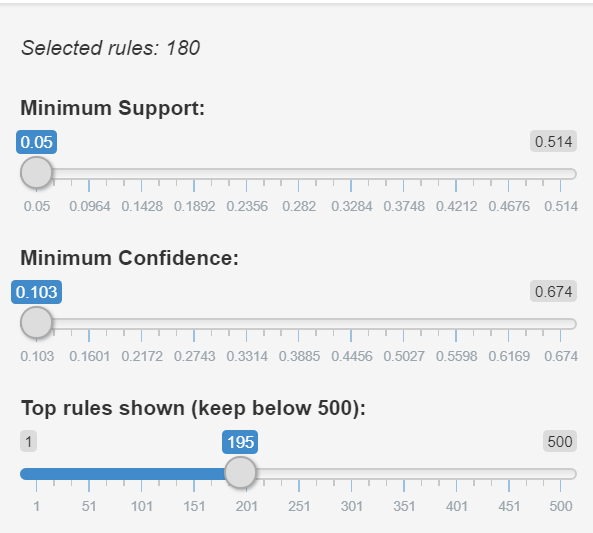 Selected rules: 180
Minimum Support:
0.05 0.514
0.05 0.0964 0.1428 0.1892 0.2356 0.282 0.3284 0.3748 0.4212 0.4676 0.514
Minimum Confidence:
0.103 0.674
0.103 0.1601 0.2172 0.2743 0.3314 0.3885 0.4456 0.5027 0.5598 0.6169 0.674
Top rules shown (keep below 500):
1 195 500
1 51 101 151 201 251 301 351 401 451 500